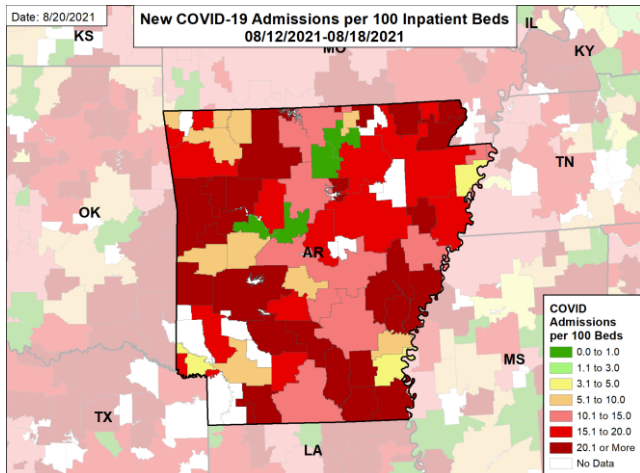 Date: 8/20/2021
New COVID-19 Admissions per 100 Inpatient Beds
08/12/2021-08/18/2021
KS
MO
IL
KY
TN
OK
AR
MS
TX
LA
COVID
Admissions
per 100 Beds
0.0 to 1.0
1.1 to 3.0
3.1 to 5.0
5.1 to 10.0
10.1 to 15.0
15.1 to 20.0
20.1 or More
No Data